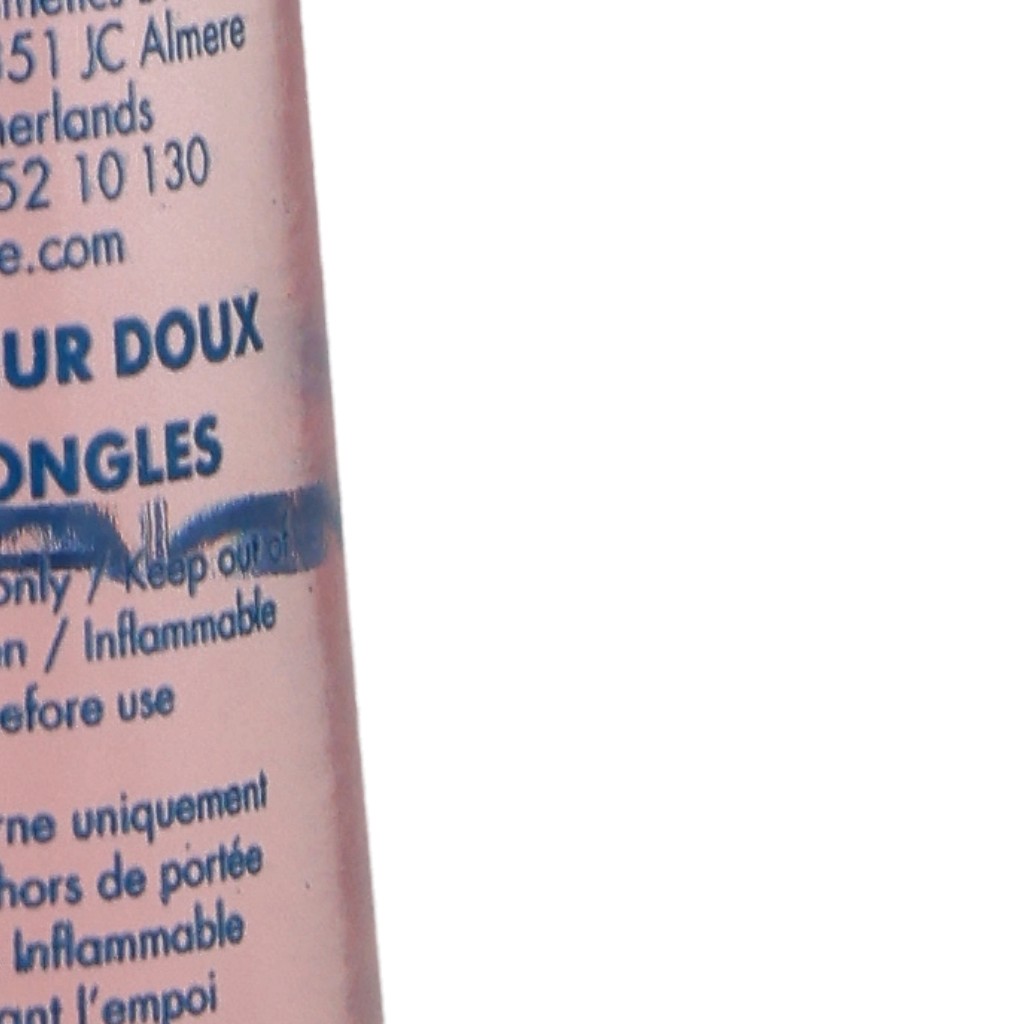 351 JC Almere
herlands
52 10 130
e.com
UR DOUX
ONGLES
only / Keep out of
n / Inflammable
efore use
rne uniquement
hors de portée
Inflammable
ant l'empoi